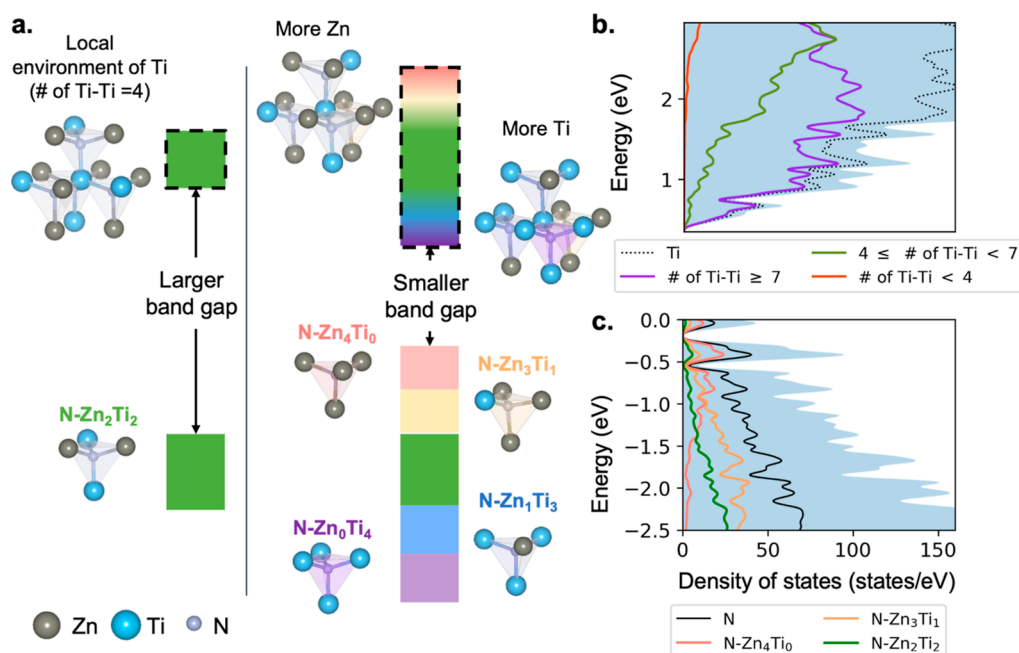 a.
Local
environment of Ti
(# of Ti-Ti =4)
Larger
band gap
N-Zn₂Ti₂
More Zn
More Ti
Smaller
band gap
N-Zn₄Ti₀
N-Zn₃Ti₁
N-Zn₀Ti₄
N-Zn₁Ti₃
Zn Ti N
b.
Energy (eV)
2
1
Ti
# of Ti-Ti ≥ 7
4 ≤ # of Ti-Ti < 7
# of Ti-Ti < 4
c.
Energy (eV)
0.0
−0.5
−1.0
−1.5
−2.0
−2.5
0 50 100 150
Density of states (states/eV)
N
N-Zn₄Ti₀
N-Zn₃Ti₁
N-Zn₂Ti₂